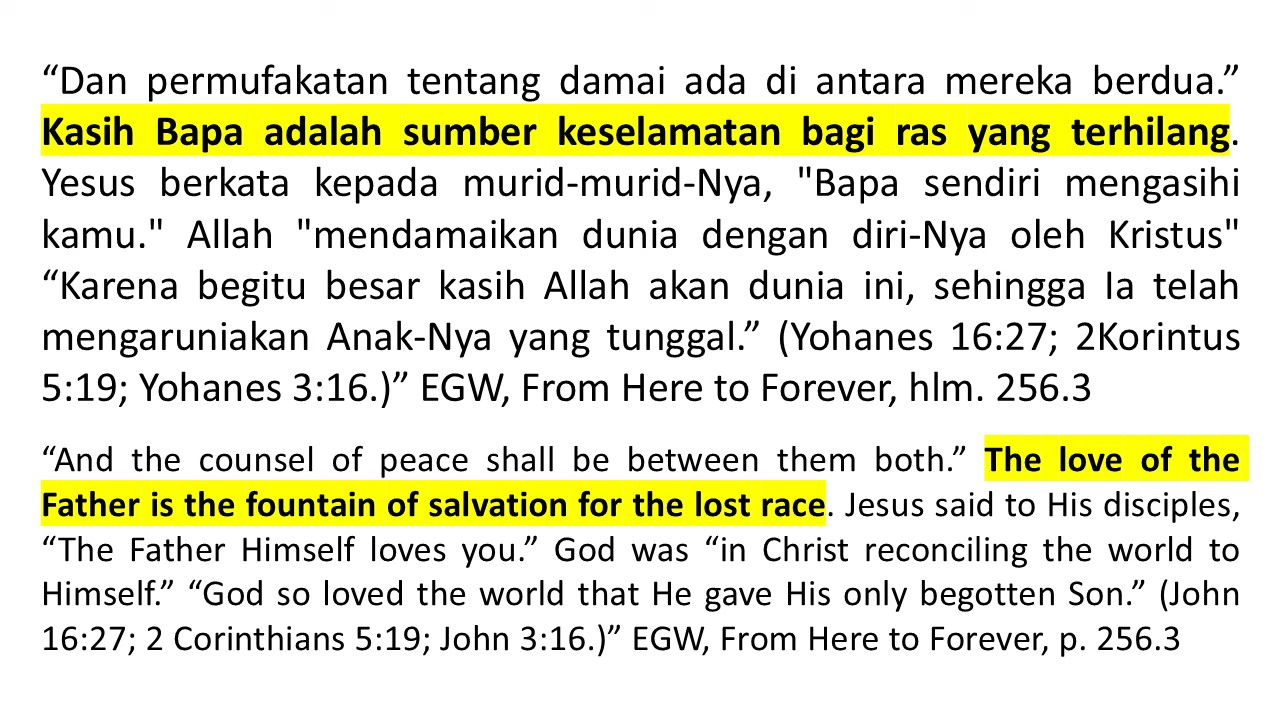 “Dan permufakatan tentang damai ada di antara mereka berdua.”
Kasih Bapa adalah sumber keselamatan bagi ras yang terhilang.
Yesus berkata kepada murid-murid-Nya, "Bapa sendiri mengasihi
kamu." Allah "mendamaikan dunia dengan diri-Nya oleh Kristus"
“Karena begitu besar kasih Allah akan dunia ini, sehingga Ia telah
mengaruniakan Anak-Nya yang tunggal.” (Yohanes 16:27; 2Korintus
5:19; Yohanes 3:16.)” EGW, From Here to Forever, hlm. 256.3
“And the counsel of peace shall be between them both.” The love of the
Father is the fountain of salvation for the lost race. Jesus said to His disciples,
“The Father Himself loves you.” God was “in Christ reconciling the world to
Himself.” “God so loved the world that He gave His only begotten Son.” (John
16:27; 2 Corinthians 5:19; John 3:16.)” EGW, From Here to Forever, p. 256.3